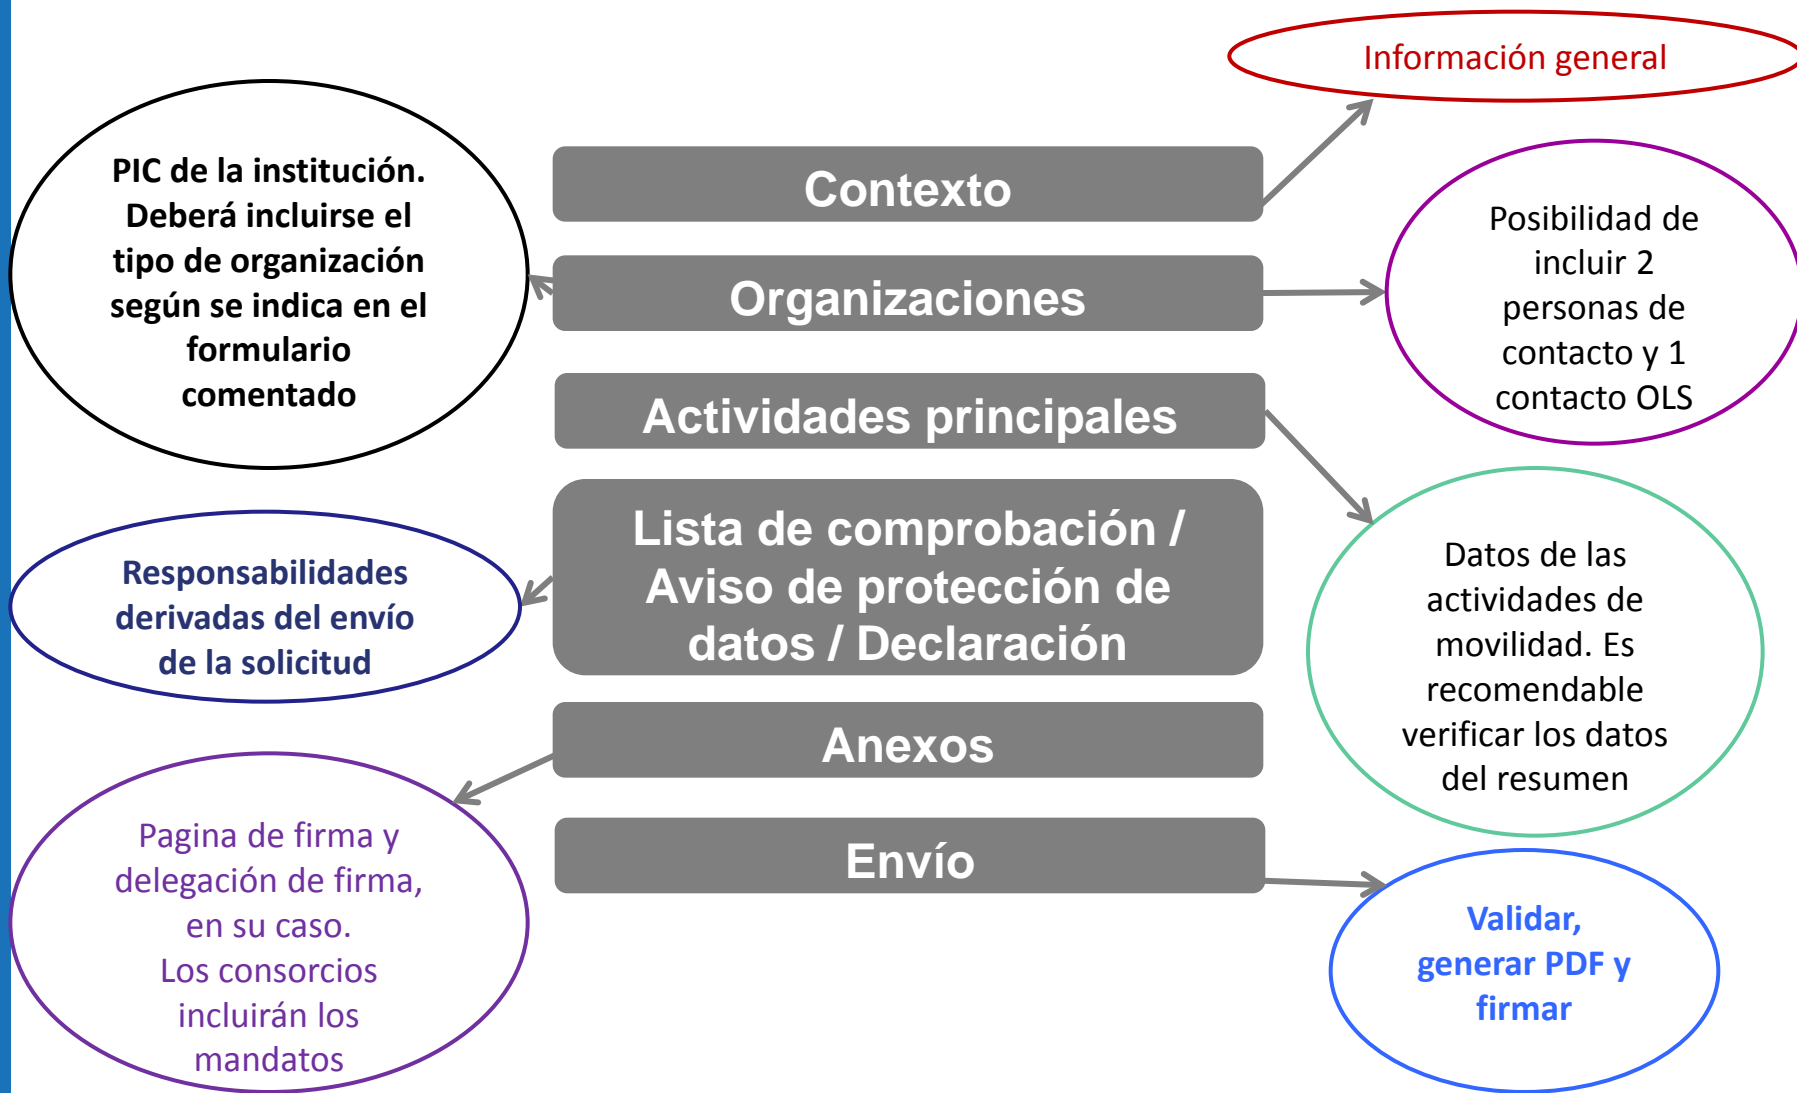 Información general
Contexto
PIC de la institución.
Deberá incluirse el
tipo de organización
según se indica en el
formulario
comentado
Organizaciones
Posibilidad de
incluir 2
personas de
contacto y 1
contacto OLS
Actividades principales
Datos de las
actividades de
movilidad. Es
recomendable
verificar los datos
del resumen
Lista de comprobación /
Aviso de protección de
datos / Declaración
Responsabilidades
derivadas del envío
de la solicitud
Anexos
Pagina de firma y
delegación de firma,
en su caso.
Los consorcios
incluirán los
mandatos
Envío
Validar,
generar PDF y
firmar